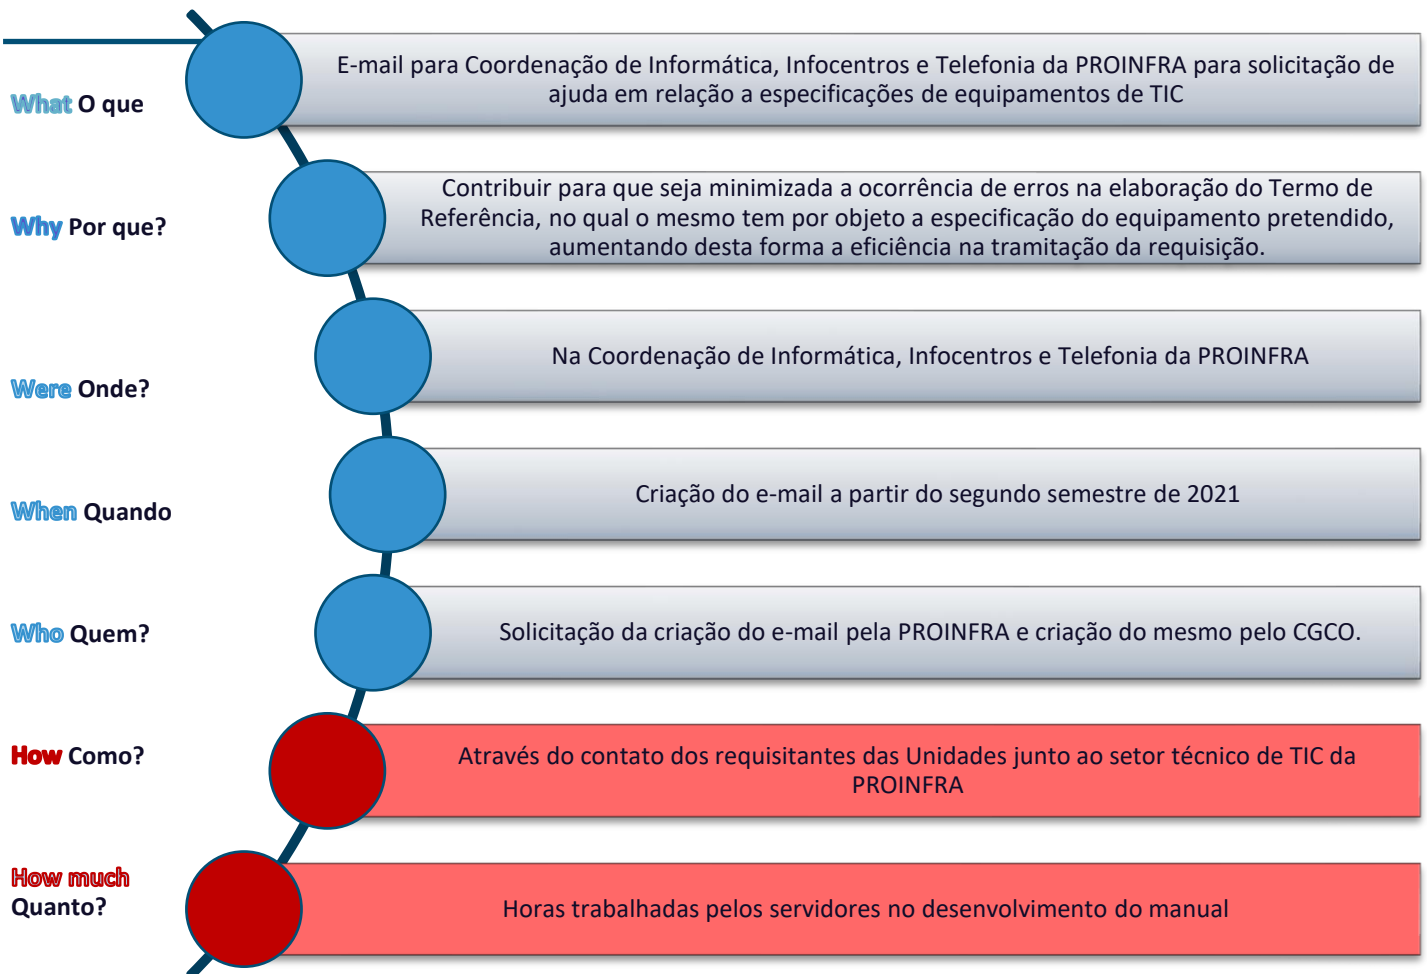 What O que
E-mail para Coordenação de Informática, Infocentros e Telefonia da PROINFRA para solicitação de
ajuda em relação a especificações de equipamentos de TIC
Why Por que?
Contribuir para que seja minimizada a ocorrência de erros na elaboração do Termo de
Referência, no qual o mesmo tem por objeto a especificação do equipamento pretendido,
aumentando desta forma a eficiência na tramitação da requisição.
Were Onde?
Na Coordenação de Informática, Infocentros e Telefonia da PROINFRA
When Quando
Criação do e-mail a partir do segundo semestre de 2021
Who Quem?
Solicitação da criação do e-mail pela PROINFRA e criação do mesmo pelo CGCO.
How Como?
Através do contato dos requisitantes das Unidades junto ao setor técnico de TIC da
PROINFRA
How much
Quanto?
Horas trabalhadas pelos servidores no desenvolvimento do manual